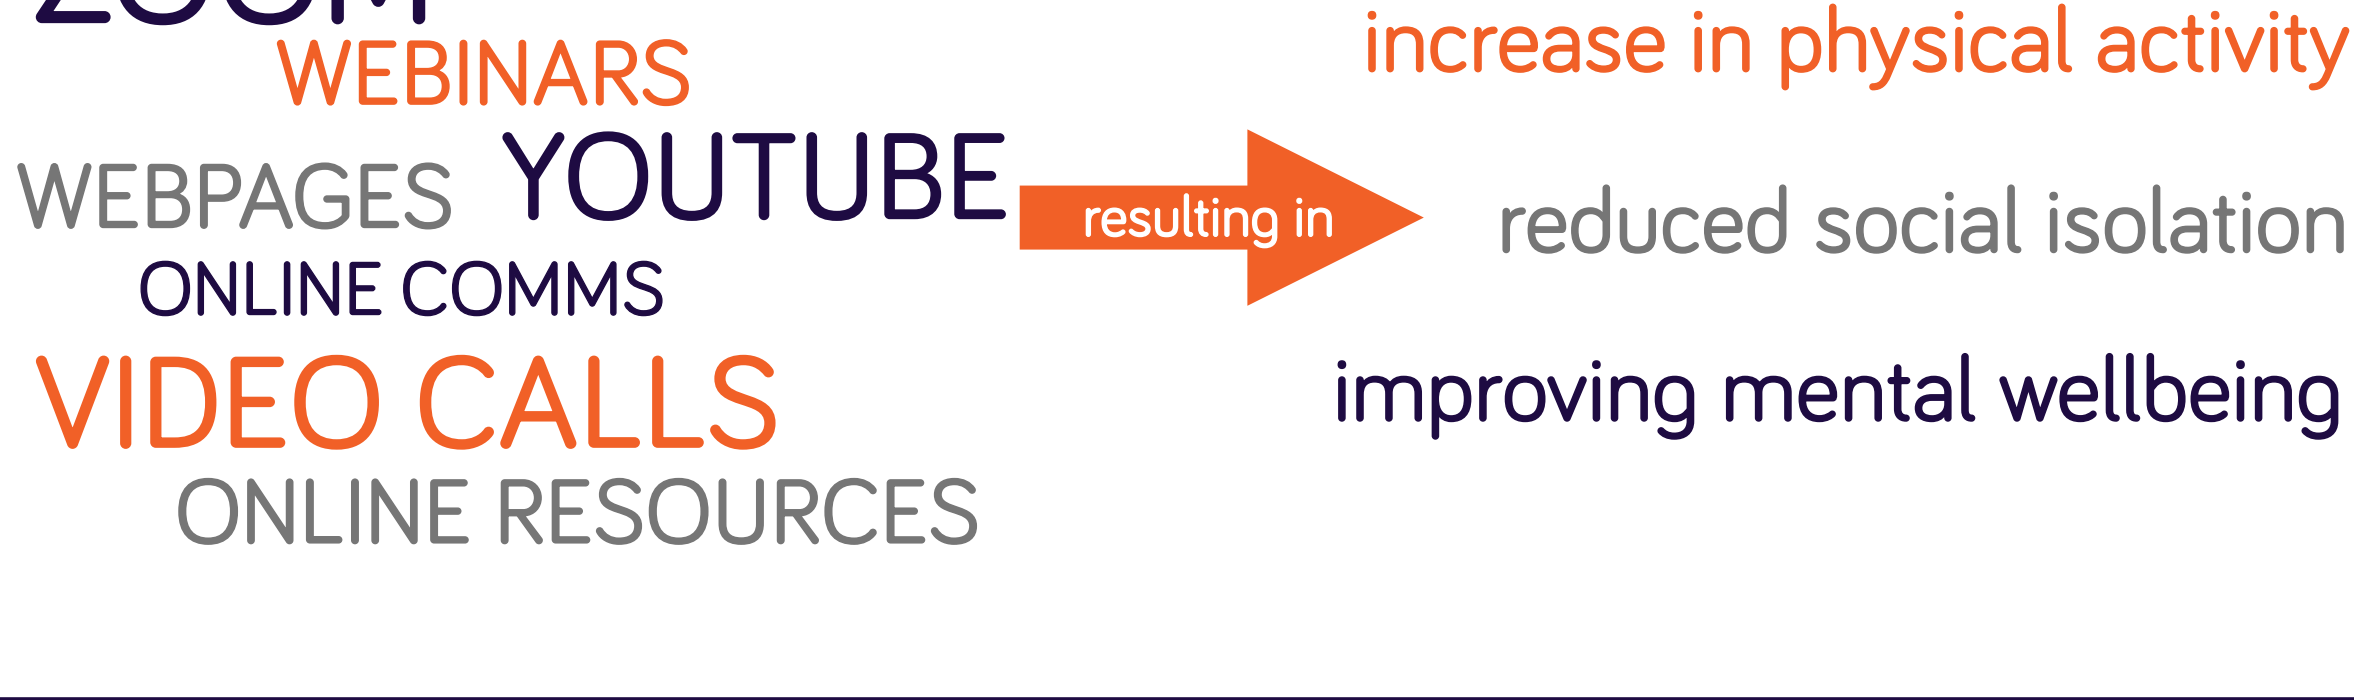 ZOOM
WEBINARS
WEBPAGES YOUTUBE
ONLINE COMMS
VIDEO CALLS
ONLINE RESOURCES
resulting in
increase in physical activity
reduced social isolation
improving mental wellbeing